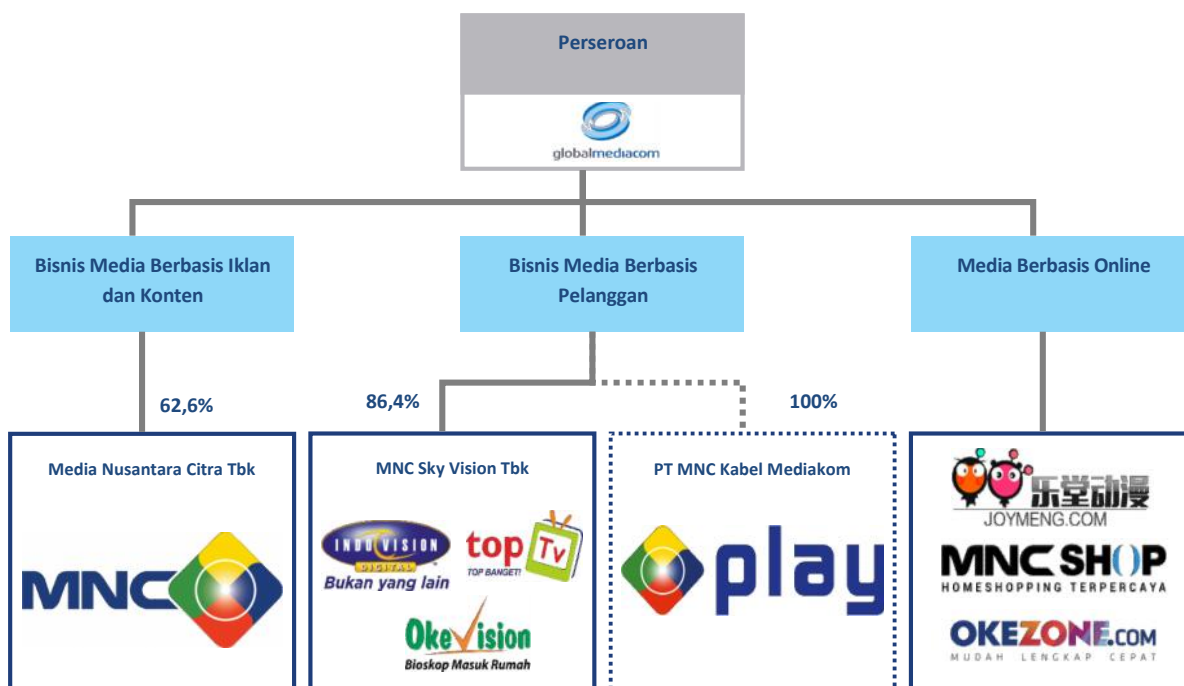 Perseroan
globalmediacom
Bisnis Media Berbasis Iklan
dan Konten
Bisnis Media Berbasis
Pelanggan
Media Berbasis Online
62,6%
86,4%
100%
Media Nusantara Citra Tbk
MNC
MNC Sky Vision Tbk
INDOVISION
DIGITAL
Bukan yang lain
top Tv
TOP BANGET!
OkeVision
Bioskop Masuk Rumah
PT MNC Kabel Mediakom
play
乐堂动漫
JOYMENG.COM
MNC SHOP
HOMESHOPPING TERPERCAYA
OKEZONE.COM
MUDAH LENGKAP CEPAT